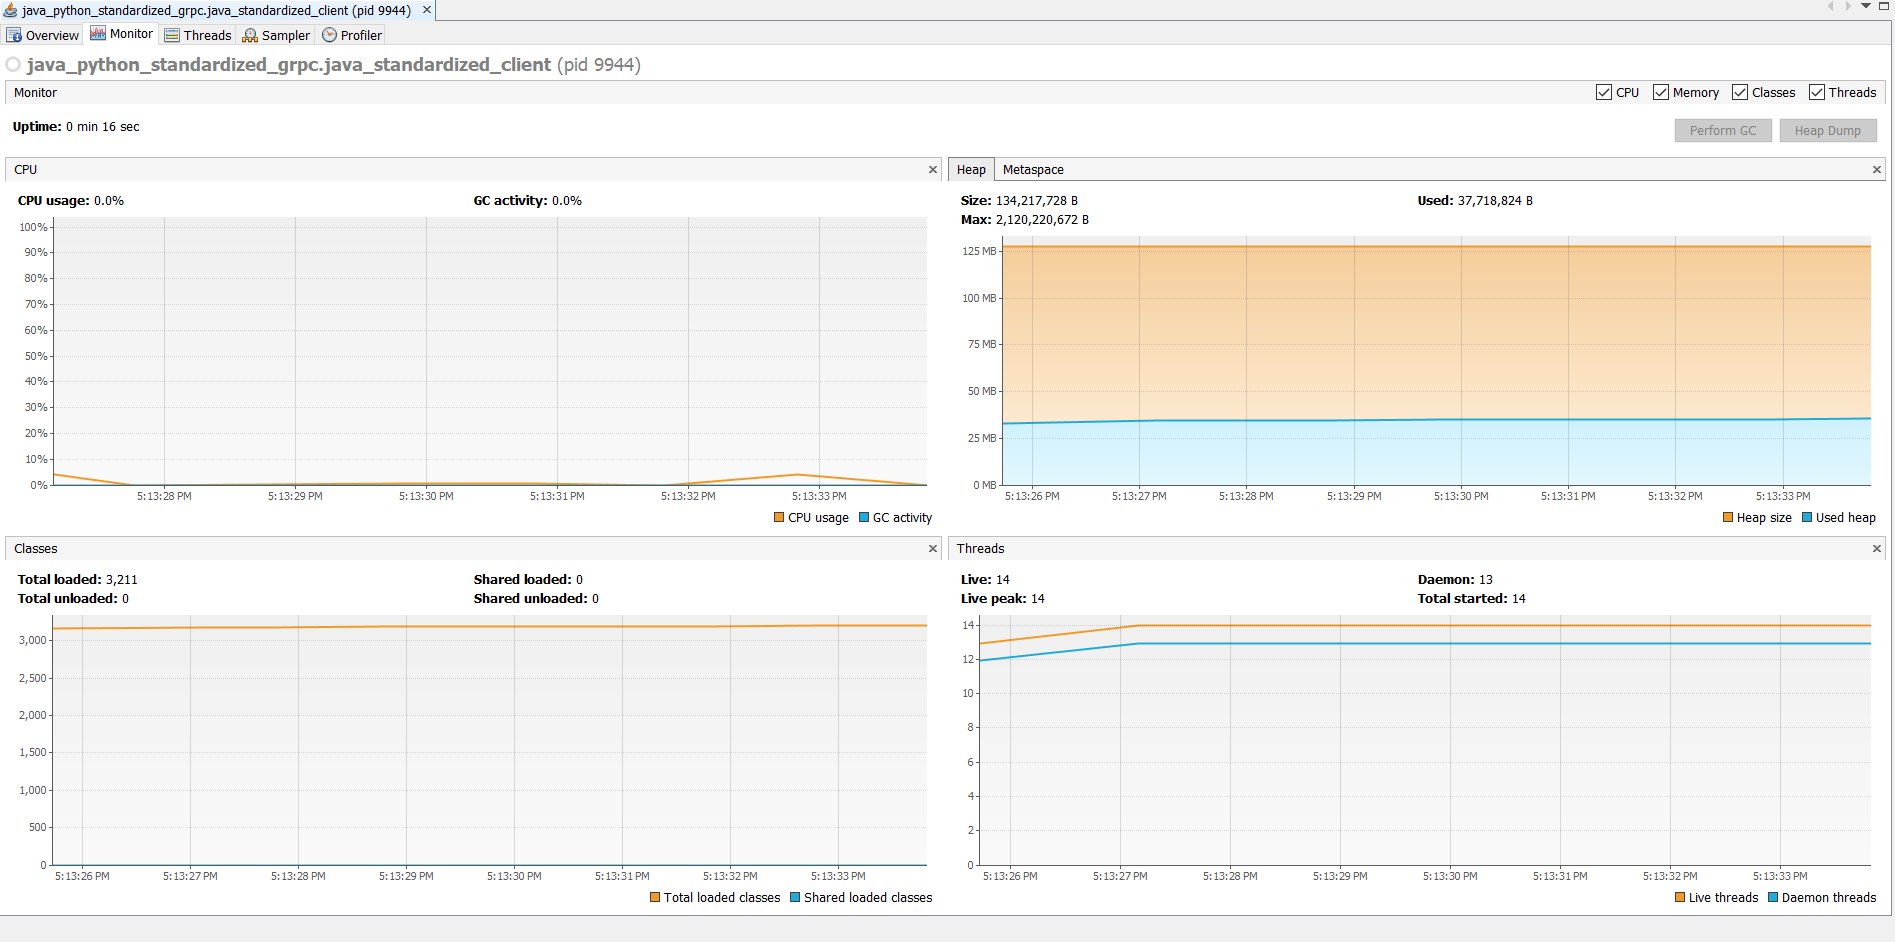 java_python_standardized_grpc.java_standardized_client (pid 9944)
Overview Monitor Threads Sampler Profiler
java_python_standardized_grpc.java_standardized_client (pid 9944)
Monitor
CPU Memory Classes Threads
Uptime: 0 min 16 sec
Perform GC Heap Dump
CPU
CPU usage: 0.0% GC activity: 0.0%
100%
90%
80%
70%
60%
50%
40%
30%
20%
10%
0%
5:13:28 PM 5:13:29 PM 5:13:30 PM 5:13:31 PM 5:13:32 PM 5:13:33 PM
CPU usage GC activity
Heap Metaspace
Size: 134,217,728 B Used: 37,718,824 B
Max: 2,120,220,672 B
125 MB
100 MB
75 MB
50 MB
25 MB
0 MB
5:13:26 PM 5:13:27 PM 5:13:28 PM 5:13:29 PM 5:13:30 PM 5:13:31 PM 5:13:32 PM 5:13:33 PM
Heap size Used heap
Classes
Total loaded: 3,211 Shared loaded: 0
Total unloaded: 0 Shared unloaded: 0
3,000
2,500
2,000
1,500
1,000
500
0
5:13:26 PM 5:13:27 PM 5:13:28 PM 5:13:29 PM 5:13:30 PM 5:13:31 PM 5:13:32 PM 5:13:33 PM
Total loaded classes Shared loaded classes
Threads
Live: 14 Daemon: 13
Live peak: 14 Total started: 14
14
12
10
8
6
4
2
0
5:13:26 PM 5:13:27 PM 5:13:28 PM 5:13:29 PM 5:13:30 PM 5:13:31 PM 5:13:32 PM 5:13:33 PM
Live threads Daemon threads